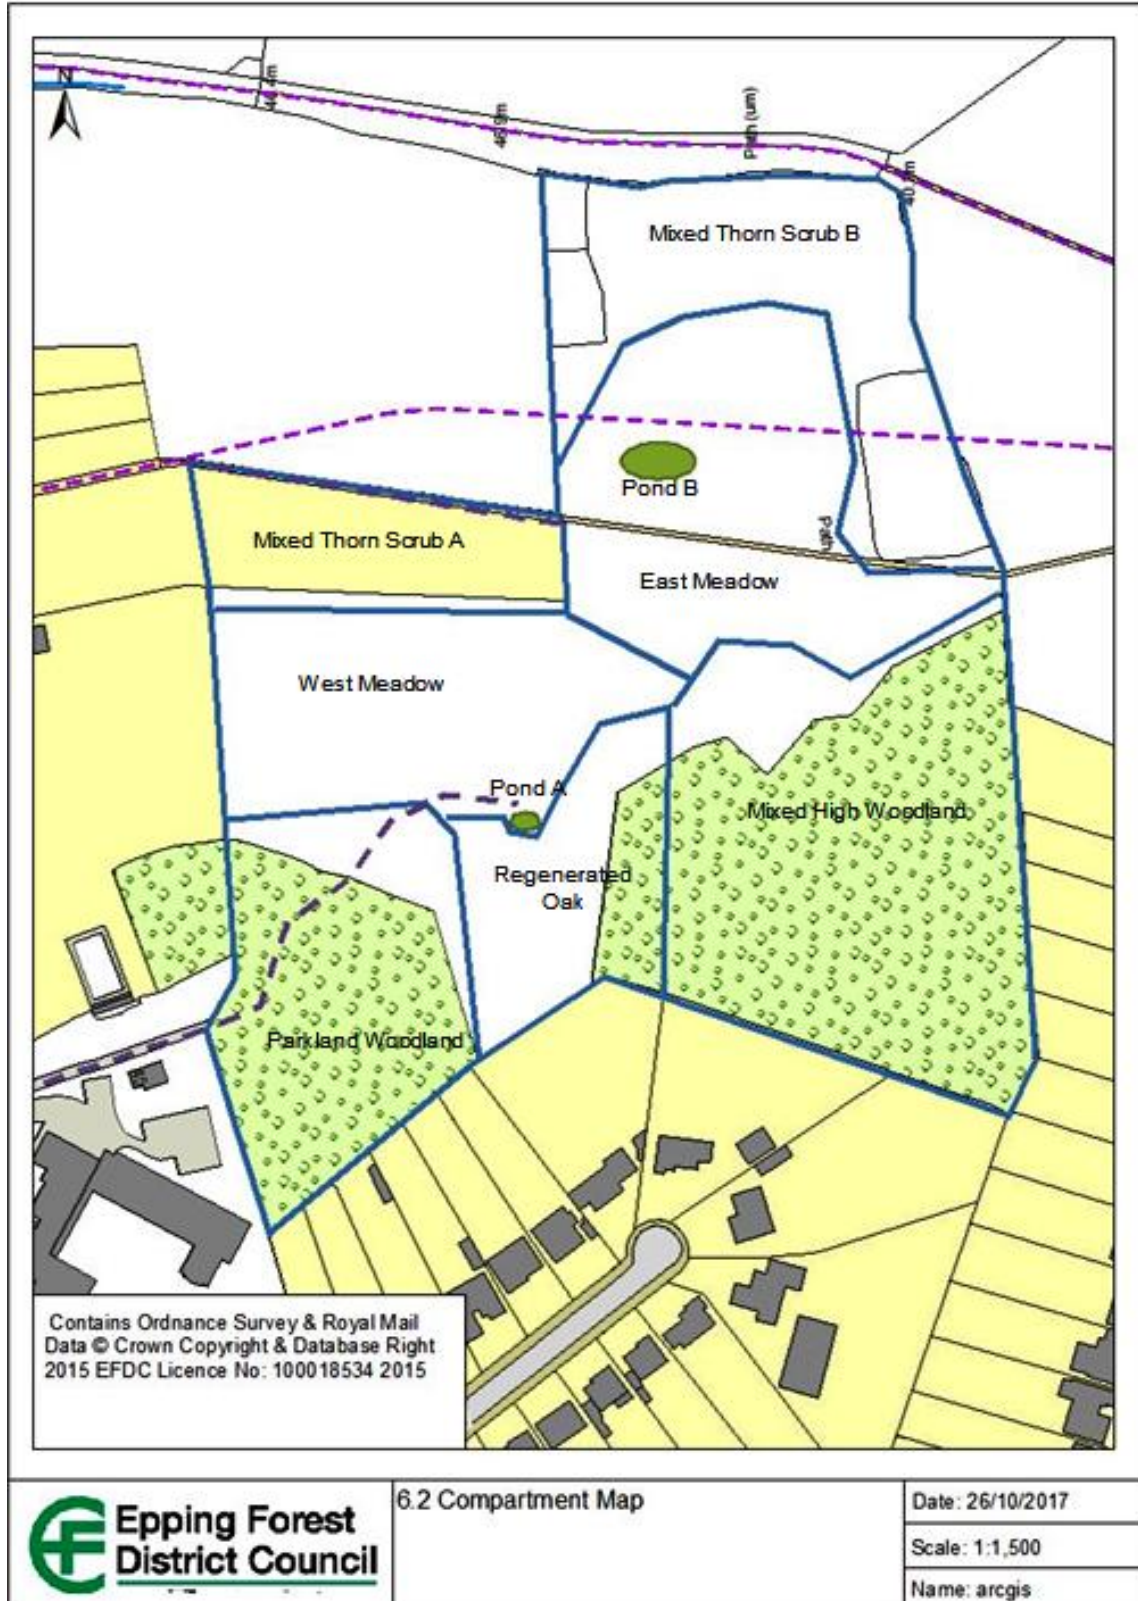 N
46.9m
Path (um)
Mixed Thorn Scrub B
Pond B
Path
Mixed Thorn Scrub A
East Meadow
West Meadow
Pond A
Mixed High Woodland
Regenerated
Oak
Parkland Woodland
Contains Ordnance Survey & Royal Mail
Data © Crown Copyright & Database Right
2015 EFDC Licence No: 100018534 2015
Epping Forest
District Council
6.2 Compartment Map
Date: 26/10/2017
Scale: 1:1,500
Name: arcgis